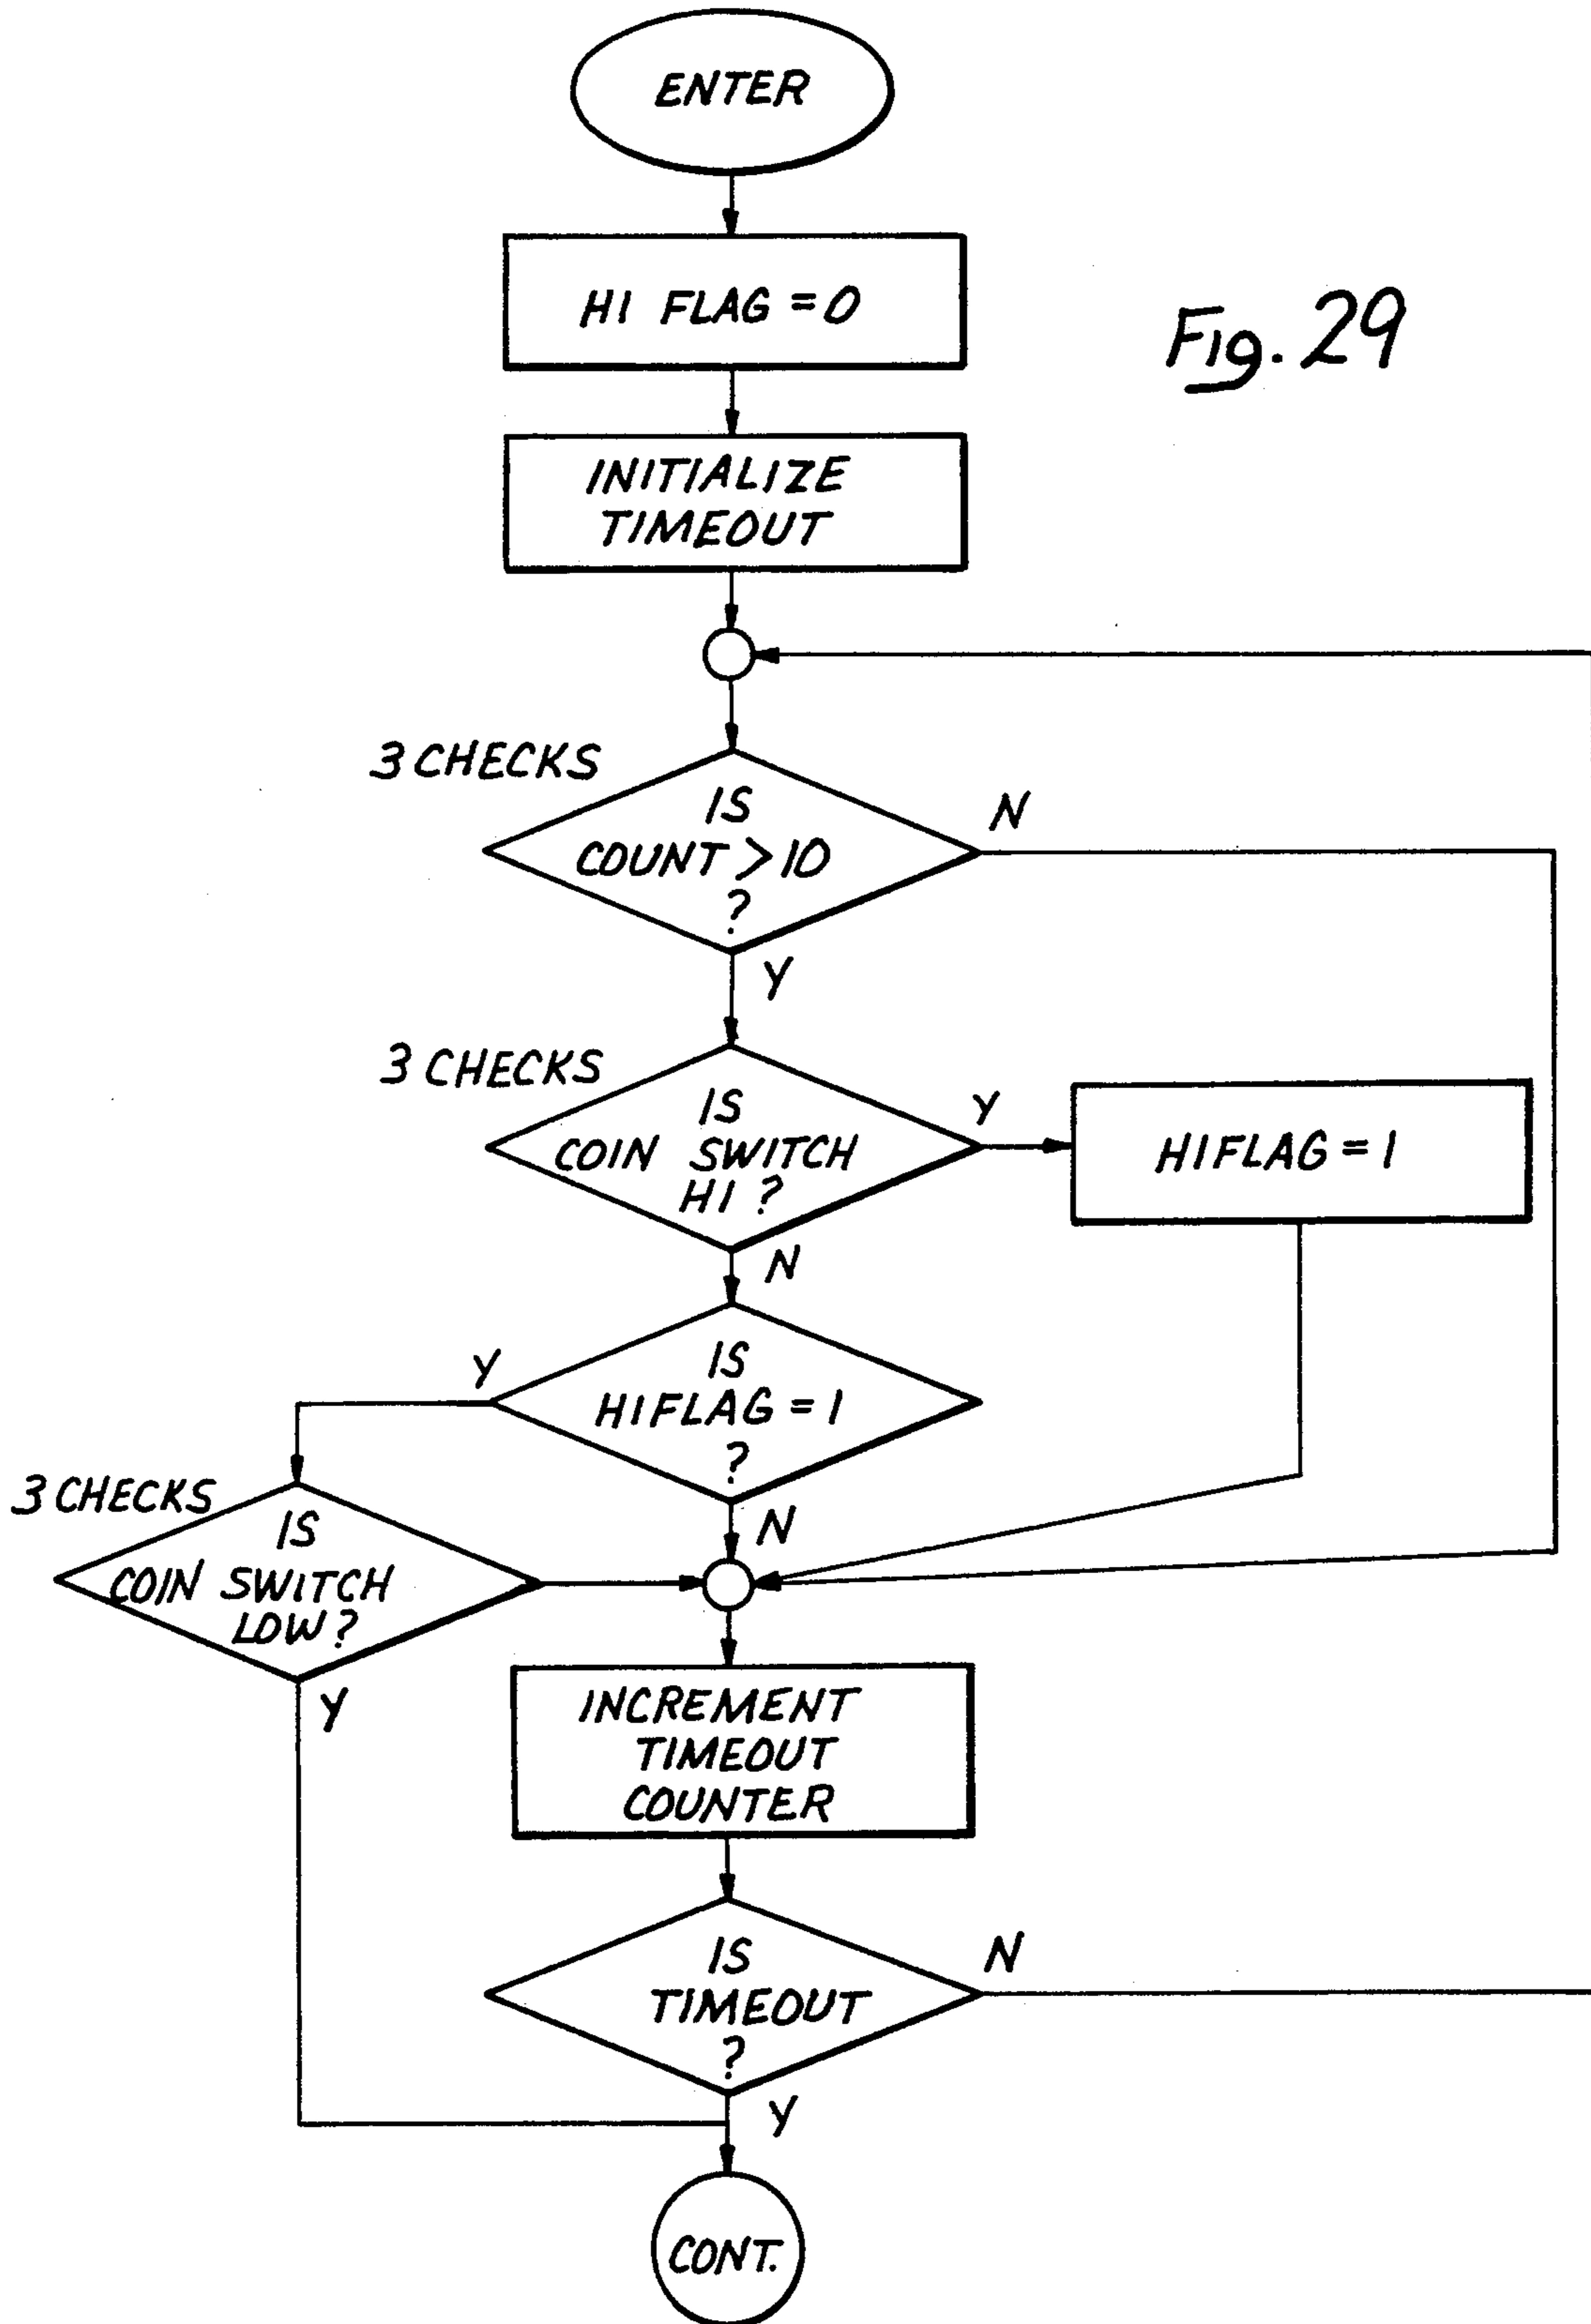 ENTER
HI FLAG = 0
Fig. 29
INITIALIZE
TIMEOUT
3 CHECKS
IS
COUNT > 10
?
N
Y
3 CHECKS
IS
COIN SWITCH
HI ?
Y
HIFLAG = 1
N
IS
HIFLAG = 1
?
Y
N
3 CHECKS
IS
COIN SWITCH
LOW ?
Y
INCREMENT
TIMEOUT
COUNTER
IS
TIMEOUT
?
N
Y
CONT.